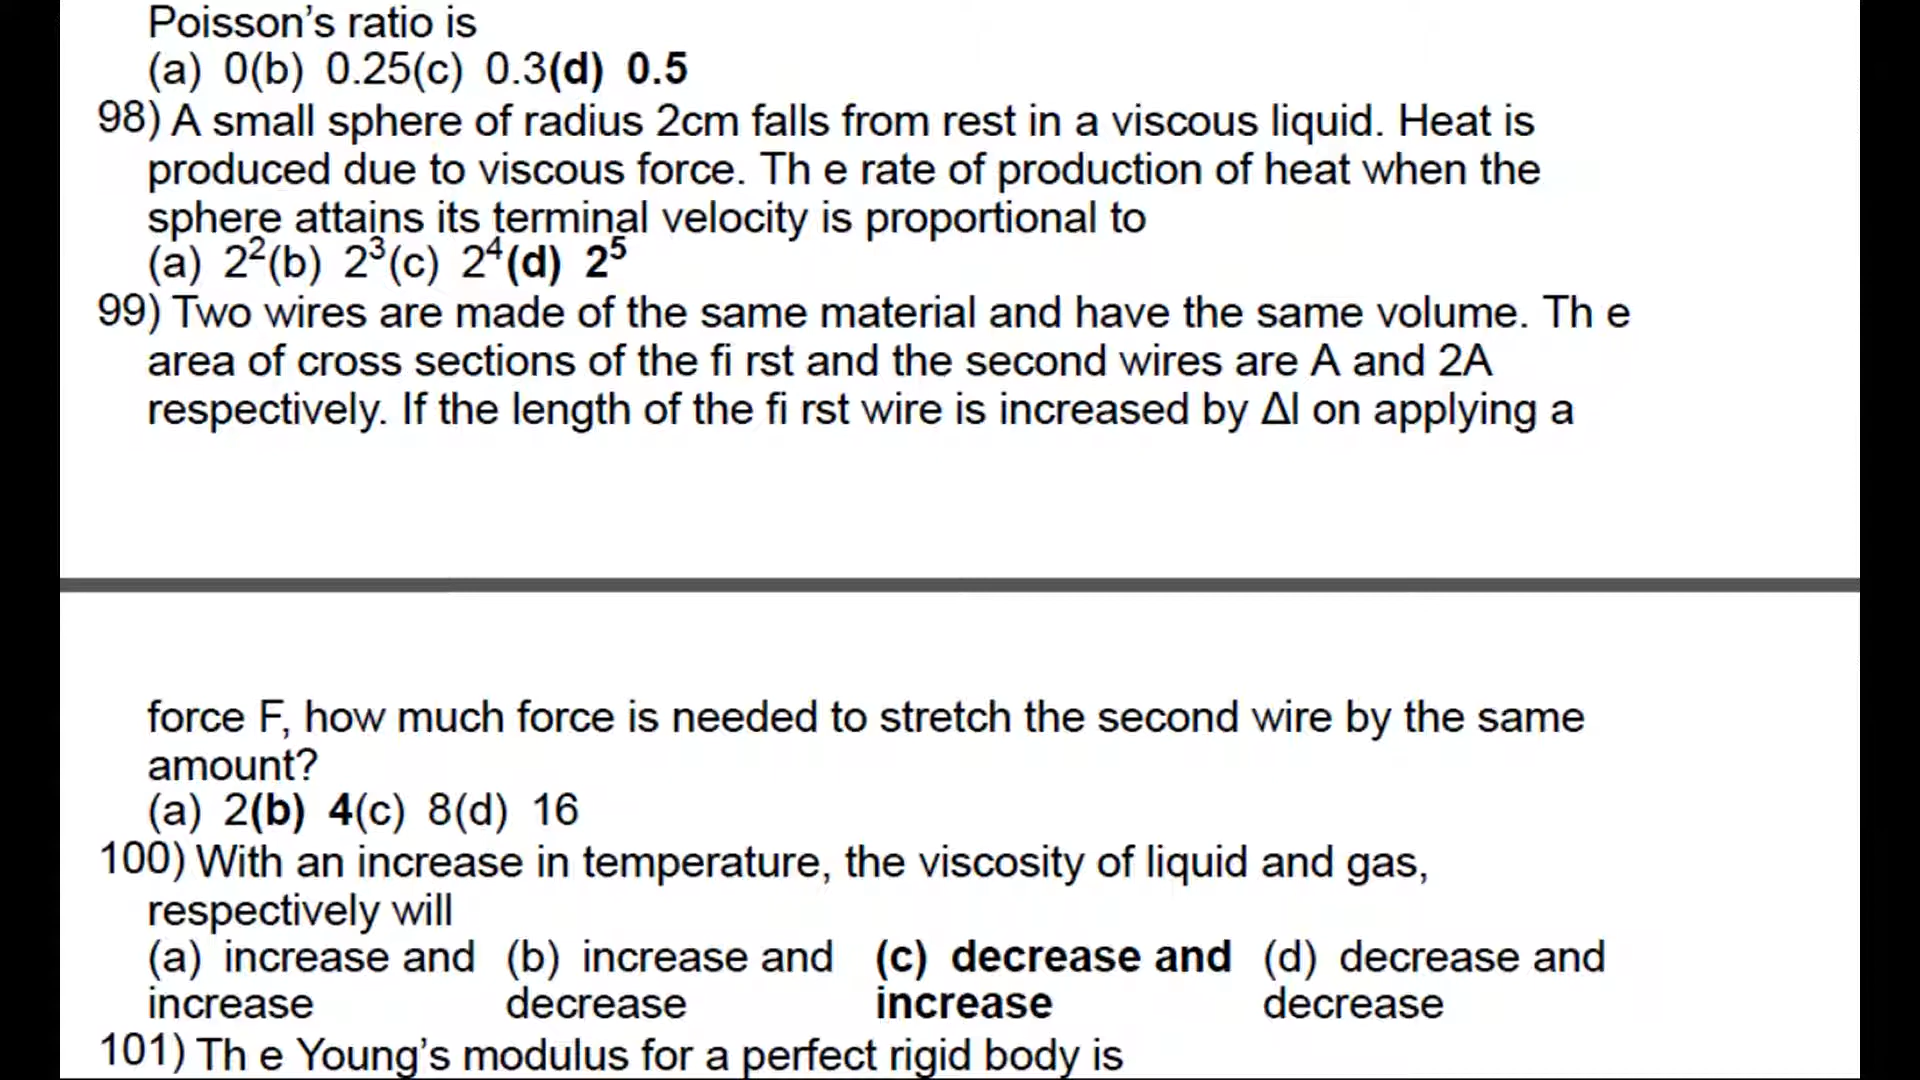 Poisson’s ratio is
(a) 0(b) 0.25(c) 0.3(d) 0.5
98) A small sphere of radius 2cm falls from rest in a viscous liquid. Heat is
produced due to viscous force. Th e rate of production of heat when the
sphere attains its terminal velocity is proportional to
(a) 2²(b) 2³(c) 2⁴(d) 2⁵
99) Two wires are made of the same material and have the same volume. Th e
area of cross sections of the fi rst and the second wires are A and 2A
respectively. If the length of the fi rst wire is increased by Δl on applying a
force F, how much force is needed to stretch the second wire by the same
amount?
(a) 2(b) 4(c) 8(d) 16
100) With an increase in temperature, the viscosity of liquid and gas,
respectively will
(a) increase and (b) increase and (c) decrease and (d) decrease and
increase decrease increase decrease
101) Th e Young’s modulus for a perfect rigid body is